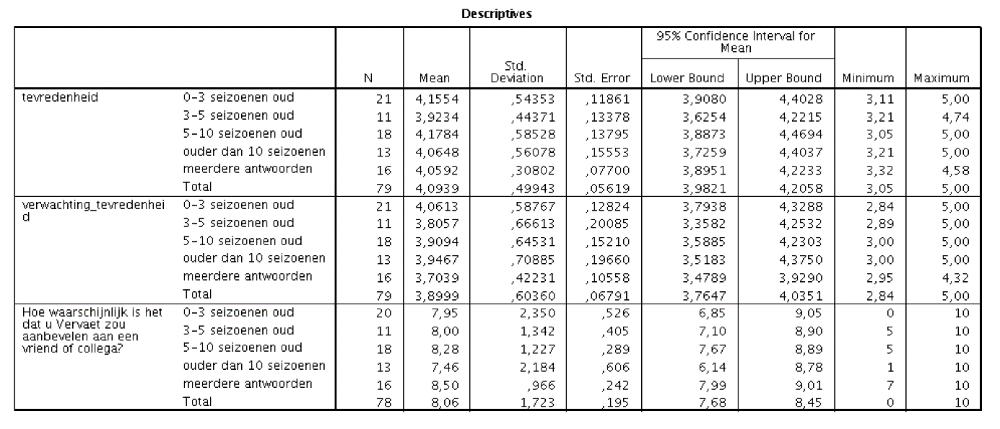 Descriptives
N Mean Std. Deviation Std. Error 95% Confidence Interval for Mean Minimum Maximum
Lower Bound Upper Bound
tevredenheid 0-3 seizoenen oud 21 4,1554 ,54353 ,11861 3,9080 4,4028 3,11 5,00
3-5 seizoenen oud 11 3,9234 ,44371 ,13378 3,6254 4,2215 3,21 4,74
5-10 seizoenen oud 18 4,1784 ,58528 ,13795 3,8873 4,4694 3,05 5,00
ouder dan 10 seizoenen 13 4,0648 ,56078 ,15553 3,7259 4,4037 3,21 5,00
meerdere antwoorden 16 4,0592 ,30802 ,07700 3,8951 4,2233 3,32 4,58
Total 79 4,0939 ,49943 ,05619 3,9821 4,2058 3,05 5,00
verwachting_tevredenhei
d 0-3 seizoenen oud 21 4,0613 ,58767 ,12824 3,7938 4,3288 2,84 5,00
3-5 seizoenen oud 11 3,8057 ,66613 ,20085 3,3582 4,2532 2,89 5,00
5-10 seizoenen oud 18 3,9094 ,64531 ,15210 3,5885 4,2303 3,00 5,00
ouder dan 10 seizoenen 13 3,9467 ,70885 ,19660 3,5183 4,3750 3,00 5,00
meerdere antwoorden 16 3,7039 ,42231 ,10558 3,4789 3,9290 2,95 4,32
Total 79 3,8999 ,60360 ,06791 3,7647 4,0351 2,84 5,00
Hoe waarschijnlijk is het
dat u Vervaet zou
aanbevelen aan een
vriend of collega? 0-3 seizoenen oud 20 7,95 2,350 ,526 6,85 9,05 0 10
3-5 seizoenen oud 11 8,00 1,342 ,405 7,10 8,90 5 10
5-10 seizoenen oud 18 8,28 1,227 ,289 7,67 8,89 5 10
ouder dan 10 seizoenen 13 7,46 2,184 ,606 6,14 8,78 1 10
meerdere antwoorden 16 8,50 ,966 ,242 7,99 9,01 7 10
Total 78 8,06 1,723 ,195 7,68 8,45 0 10